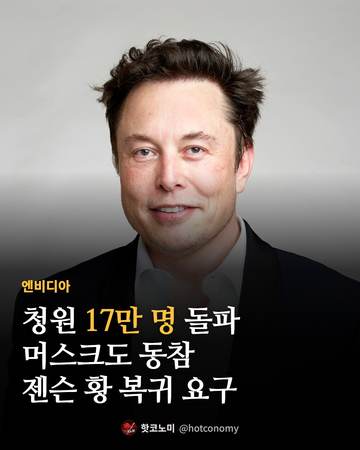 엔비디아
청원 17만 명 돌파
머스크도 동참
젠슨 황 복귀 요구
핫코노미 @hotconomy